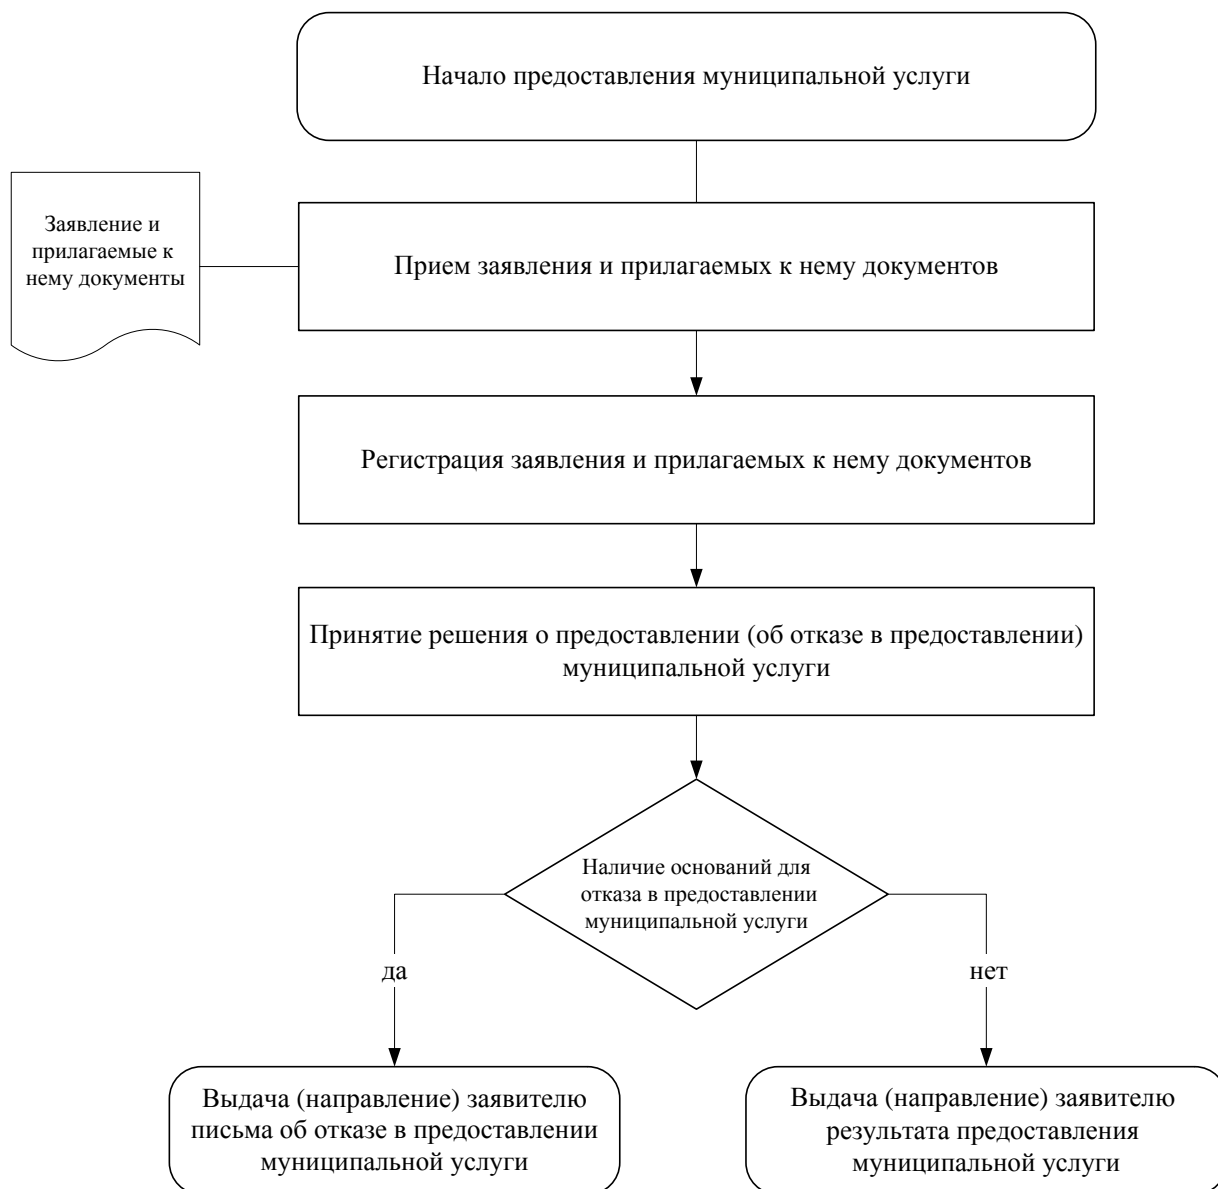 Начало предоставления муниципальной услуги
Заявление и
прилагаемые к
нему документы
Прием заявления и прилагаемых к нему документов
Регистрация заявления и прилагаемых к нему документов
Принятие решения о предоставлении (об отказе в предоставлении)
муниципальной услуги
Наличие оснований для
отказа в предоставлении
муниципальной услуги
да
нет
Выдача (направление) заявителю
письма об отказе в предоставлении
муниципальной услуги
Выдача (направление) заявителю
результата предоставления
муниципальной услуги